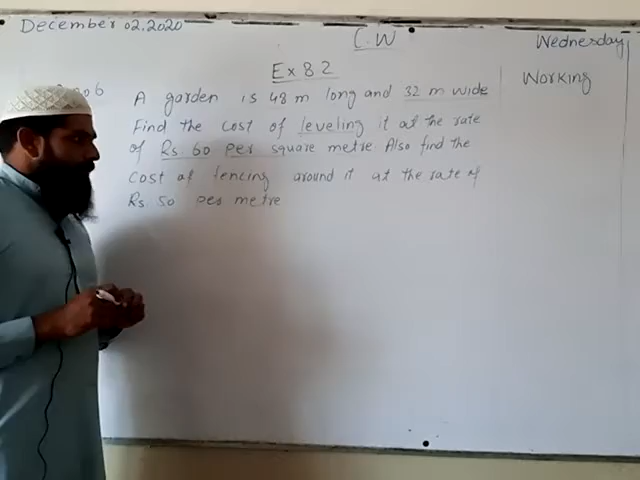 December 02, 2020
C.W
Wednesday
Ex 8 2
Working
no 6
A garden is 48 m long and 32 m wide
Find the cost of leveling it at the rate
of Rs. 60 per square metre. Also find the
cost of fencing around it at the rate of
Rs 50 per metre